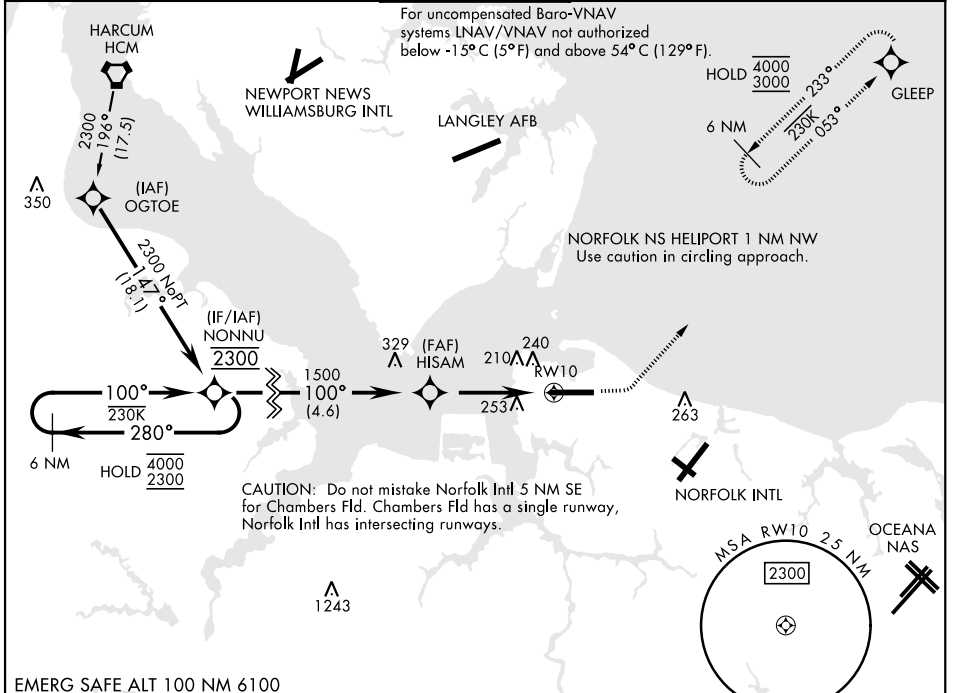 For uncompensated Baro-VNAV
systems LNAV/VNAV not authorized
below -15°C (5°F) and above 54°C (129°F).
HARCUM
HCM
NEWPORT NEWS
WILLIAMSBURG INTL
LANGLEY AFB
HOLD 4000
3000
233°
230K
053°
6 NM
GLEEP
2300
196°
(17.5)
350
(IAF)
OGTOE
2300 NoPT
147°
(18.1)
NORFOLK NS HELIPORT 1 NM NW
Use caution in circling approach.
(IF/IAF)
NONNU
2300
329
(FAF)
HISAM
210
240
RW10
253
263
1500
100°
(4.6)
100°
230K
280°
6 NM
HOLD 4000
2300
NORFOLK INTL
CAUTION: Do not mistake Norfolk Intl 5 NM SE
for Chambers Fld. Chambers Fld has a single runway,
Norfolk Intl has intersecting runways.
OCEANA
NAS
MSA RW10 25 NM
2300
1243
EMERG SAFE ALT 100 NM 6100